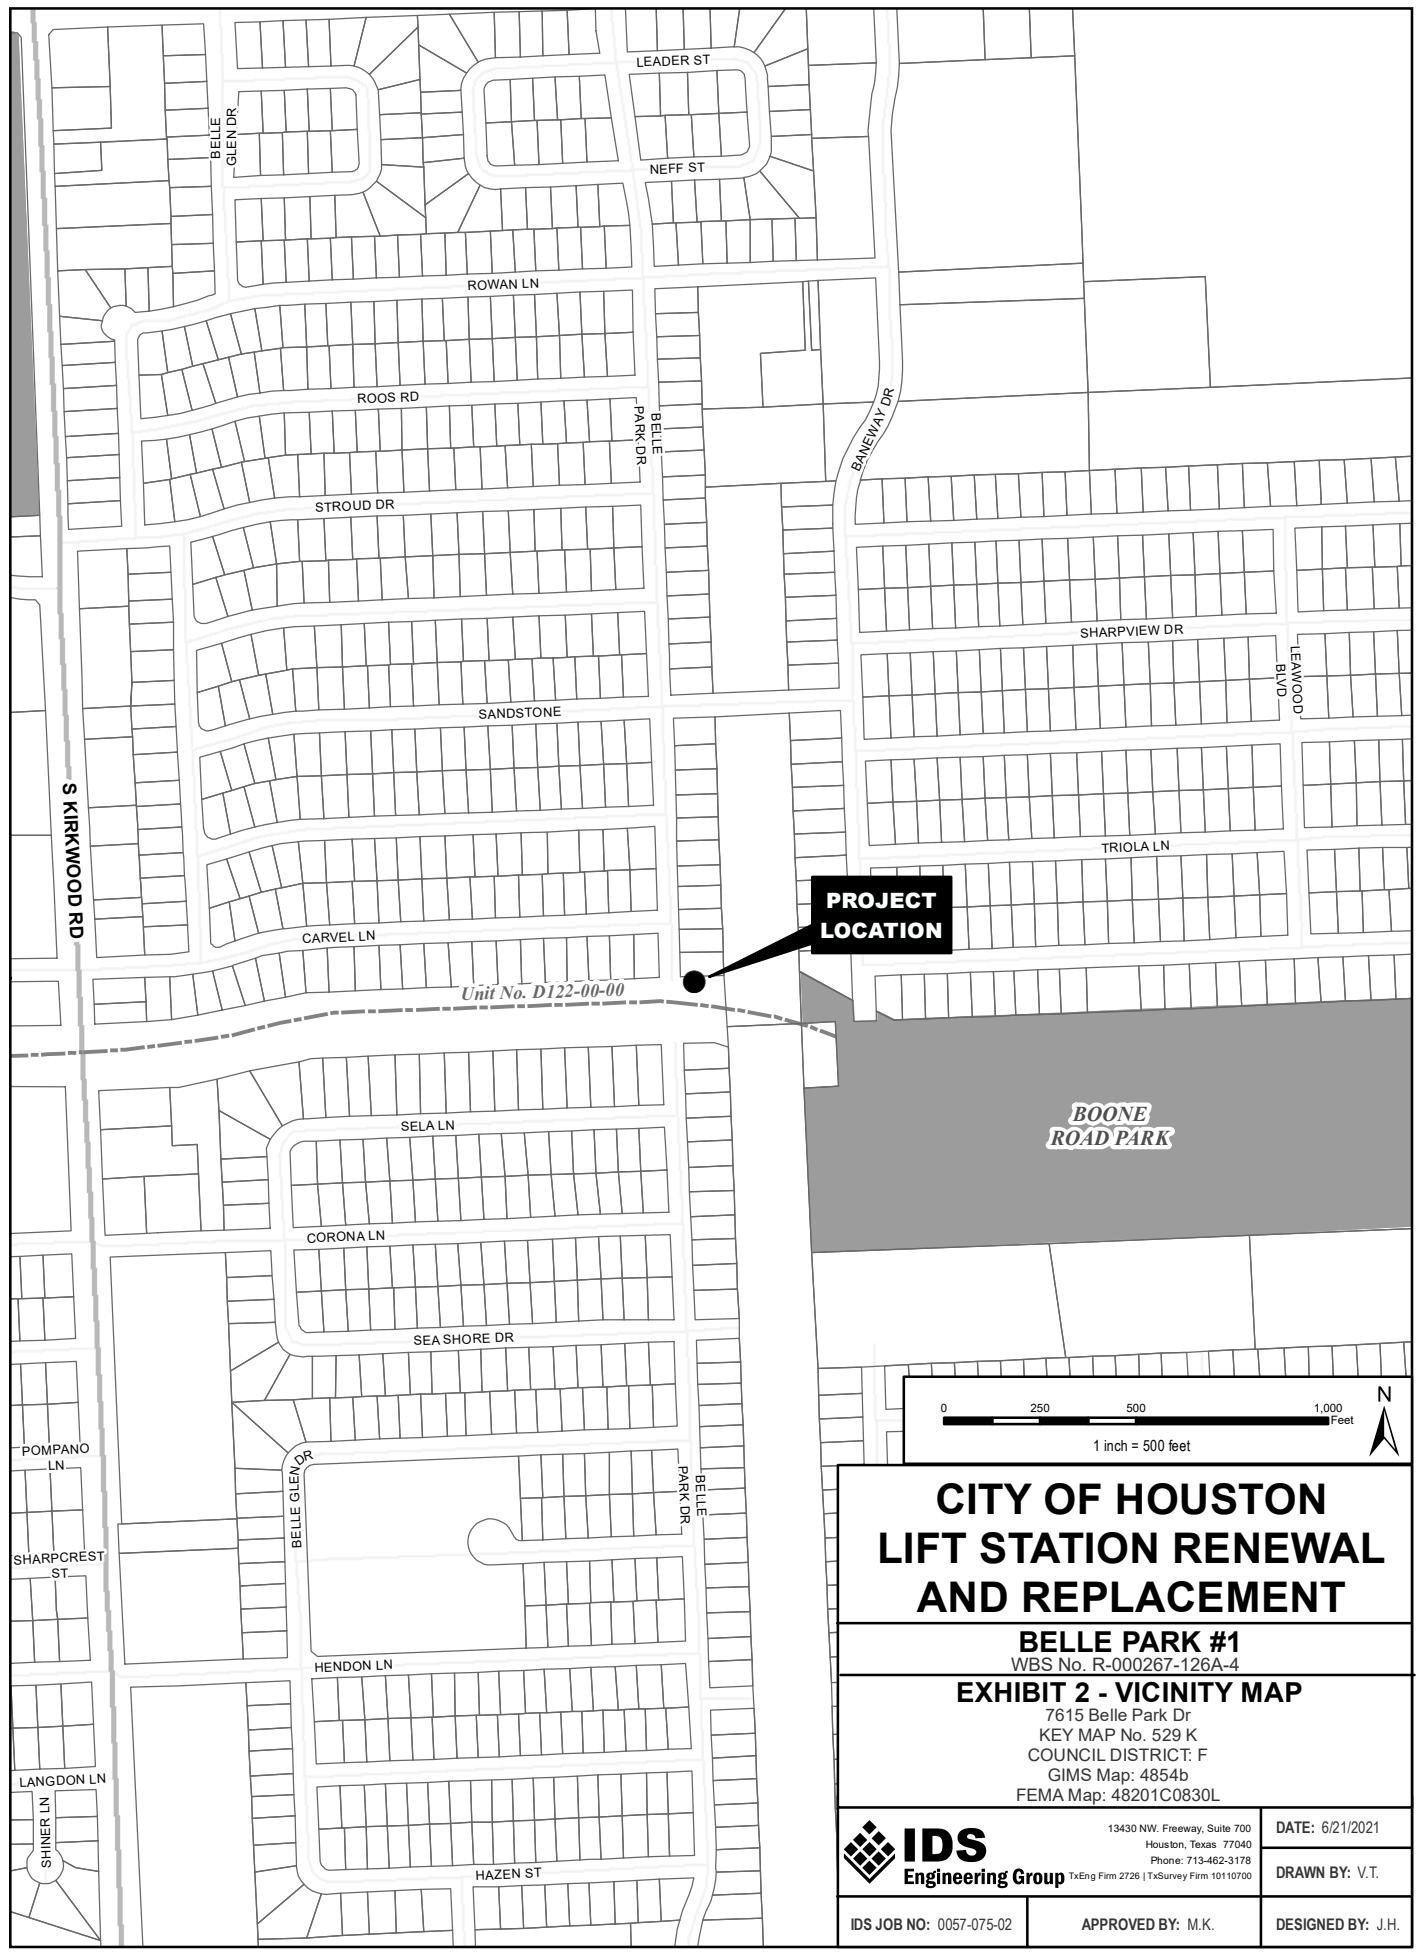 LEADER ST
BELLE
GLEN DR
NEFF ST
ROWAN LN
ROOS RD
BELLE
PARK DR
BANEWAY DR
STROUD DR
SHARPVIEW DR
LEAWOOD
BLVD
SANDSTONE
S KIRKWOOD RD
TRIOLA LN
PROJECT
LOCATION
CARVEL LN
Unit No. D122-00-00
BOONE
ROAD PARK
SELA LN
CORONA LN
SEA SHORE DR
N
0 250 500 1,000
Feet
1 inch = 500 feet
POMPANO
LN
BELLE GLEN DR
BELLE
PARK DR
SHARPCREST
ST
CITY OF HOUSTON
LIFT STATION RENEWAL
AND REPLACEMENT
BELLE PARK #1
WBS No. R-000267-126A-4
HENDON LN
EXHIBIT 2 - VICINITY MAP
7615 Belle Park Dr
KEY MAP No. 529 K
COUNCIL DISTRICT: F
GIMS Map: 4854b
FEMA Map: 48201C0830L
LANGDON LN
SHINER LN
HAZEN ST
IDS
Engineering Group
13430 NW. Freeway, Suite 700
Houston, Texas 77040
Phone: 713-462-3178
TxEng Firm 2726 | TxSurvey Firm 10110700
DATE: 6/21/2021
DRAWN BY: V.T.
IDS JOB NO: 0057-075-02
APPROVED BY: M.K.
DESIGNED BY: J.H.